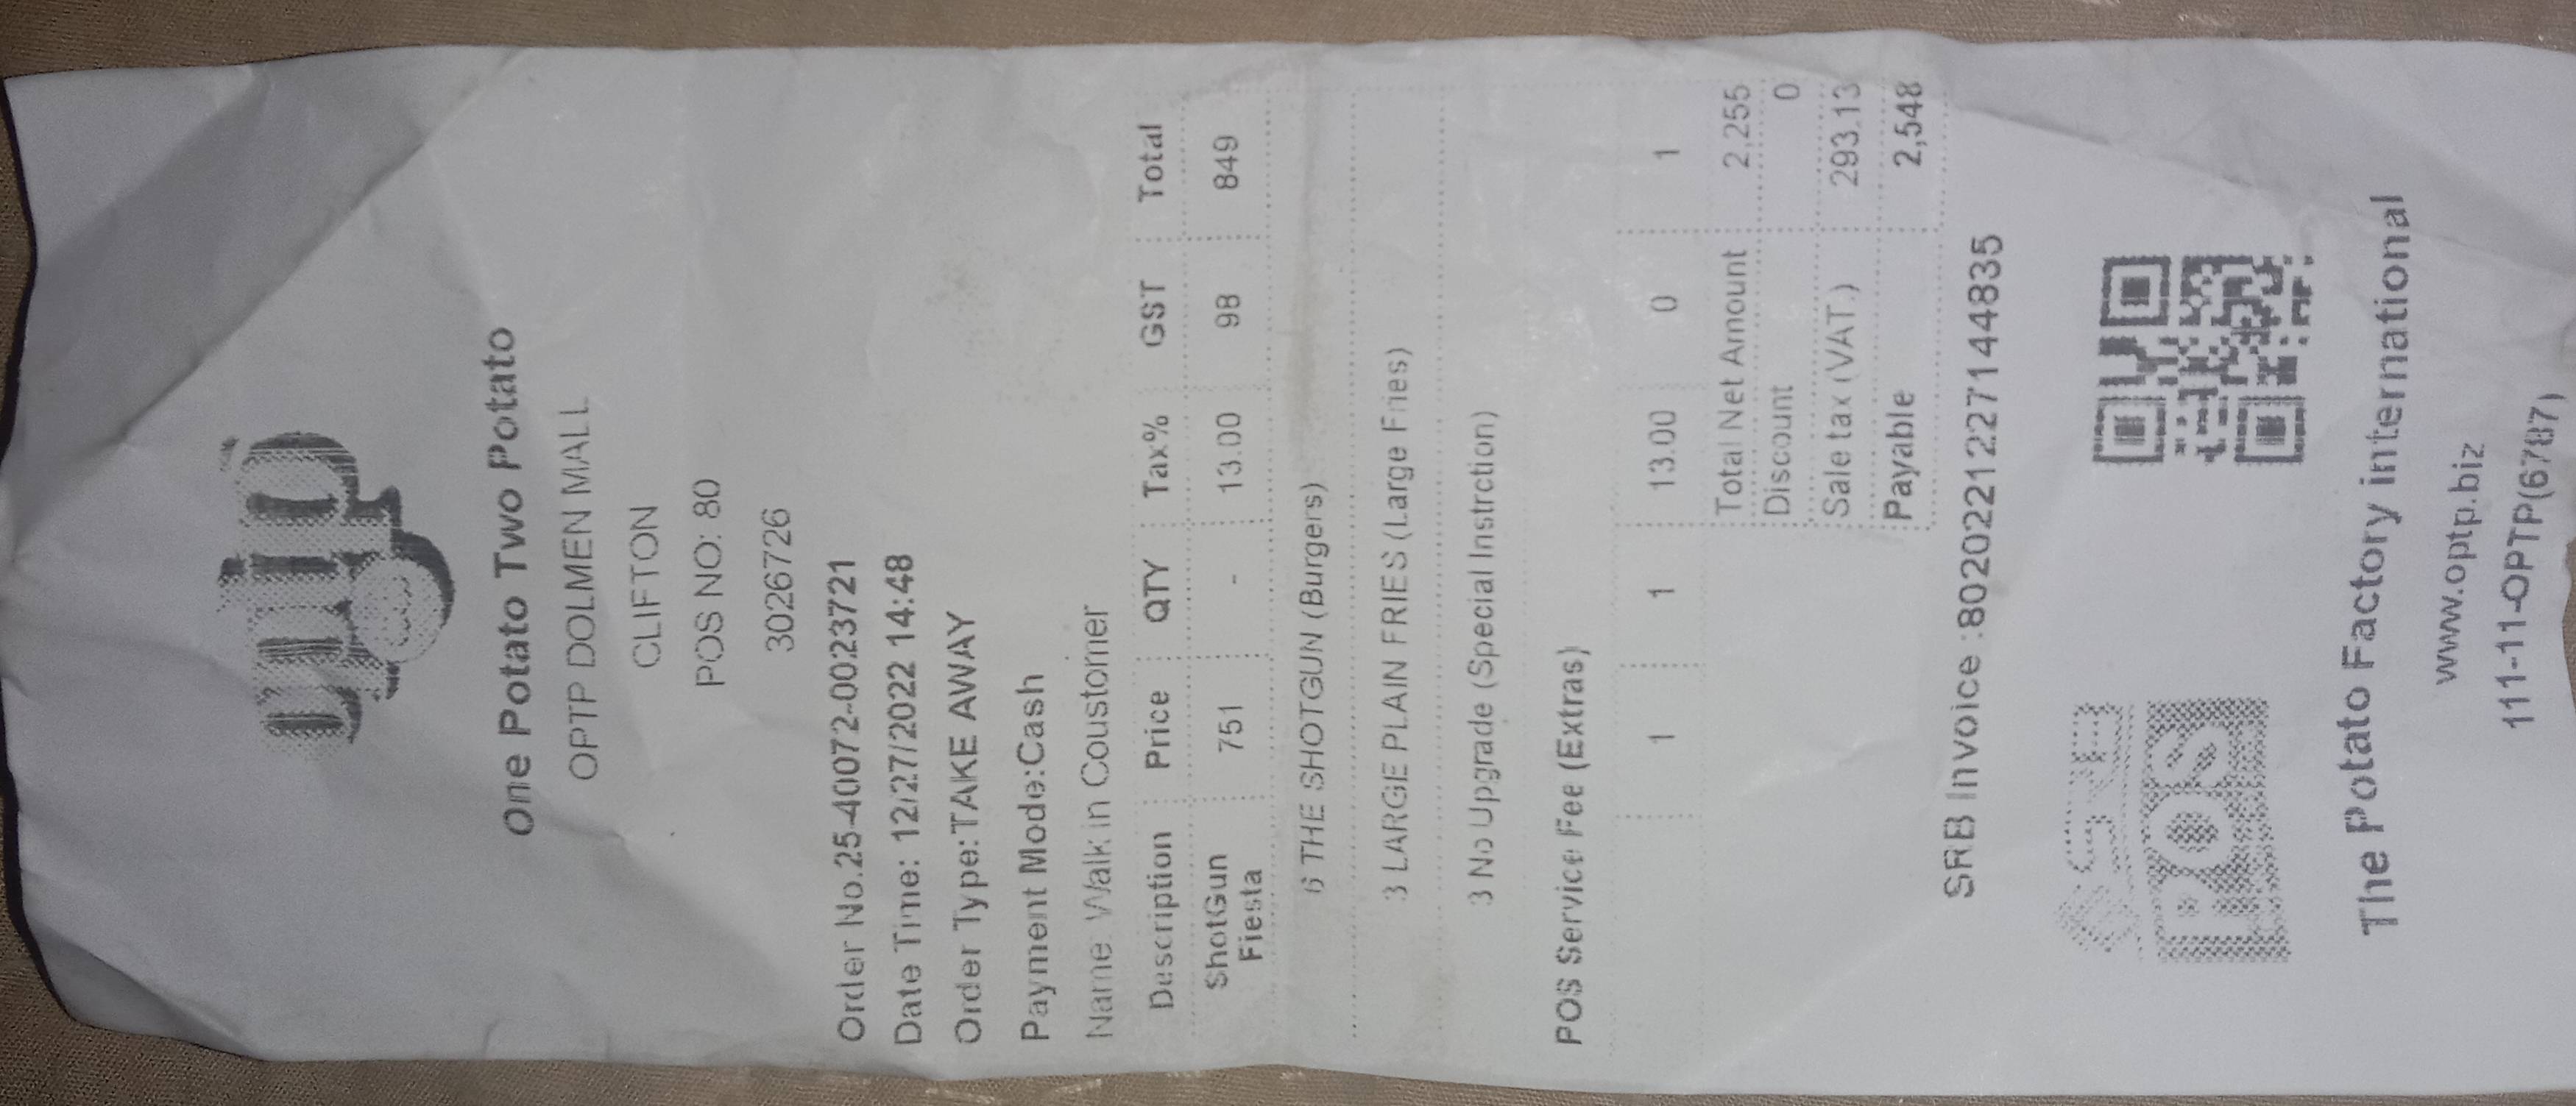 optp
One Potato Two Potato
OPTP DOLMEN MALL
CLIFTON
POS NO: 80
3026726
Order No.25-40072-0023721
Date Time: 12/27/2022 14:48
Order Type:TAKE AWAY
Payment Mode:Cash
Name: Walk in Coustomer
Description Price QTY Tax% GST Total
ShotGun 751 - 13.00 98 849
Fiesta
6 THE SHOTGUN (Burgers)
3 LARGE PLAIN FRIES (Large Fries)
3 No Upgrade (Special Instrction)
POS Service Fee (Extras)
1 1 13.00 0 1
Total Net Amount 2,255
Discount 0
Sale tax (VAT.) 293.13
Payable 2,548
SRB Invoice :8020221227144835
SRB
POS
The Potato Factory international
www.optp.biz
111-11-OPTP(6787)